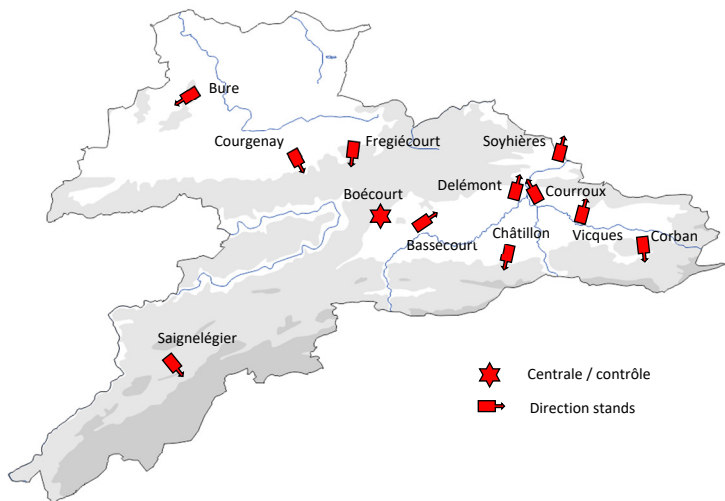 Bure
Courgenay
Fregiécourt
Soyhières
Boécourt
Delémont
Courroux
Bassecourt
Châtillon
Vicques
Corban
Saignelégier
Centrale / contrôle
Direction stands